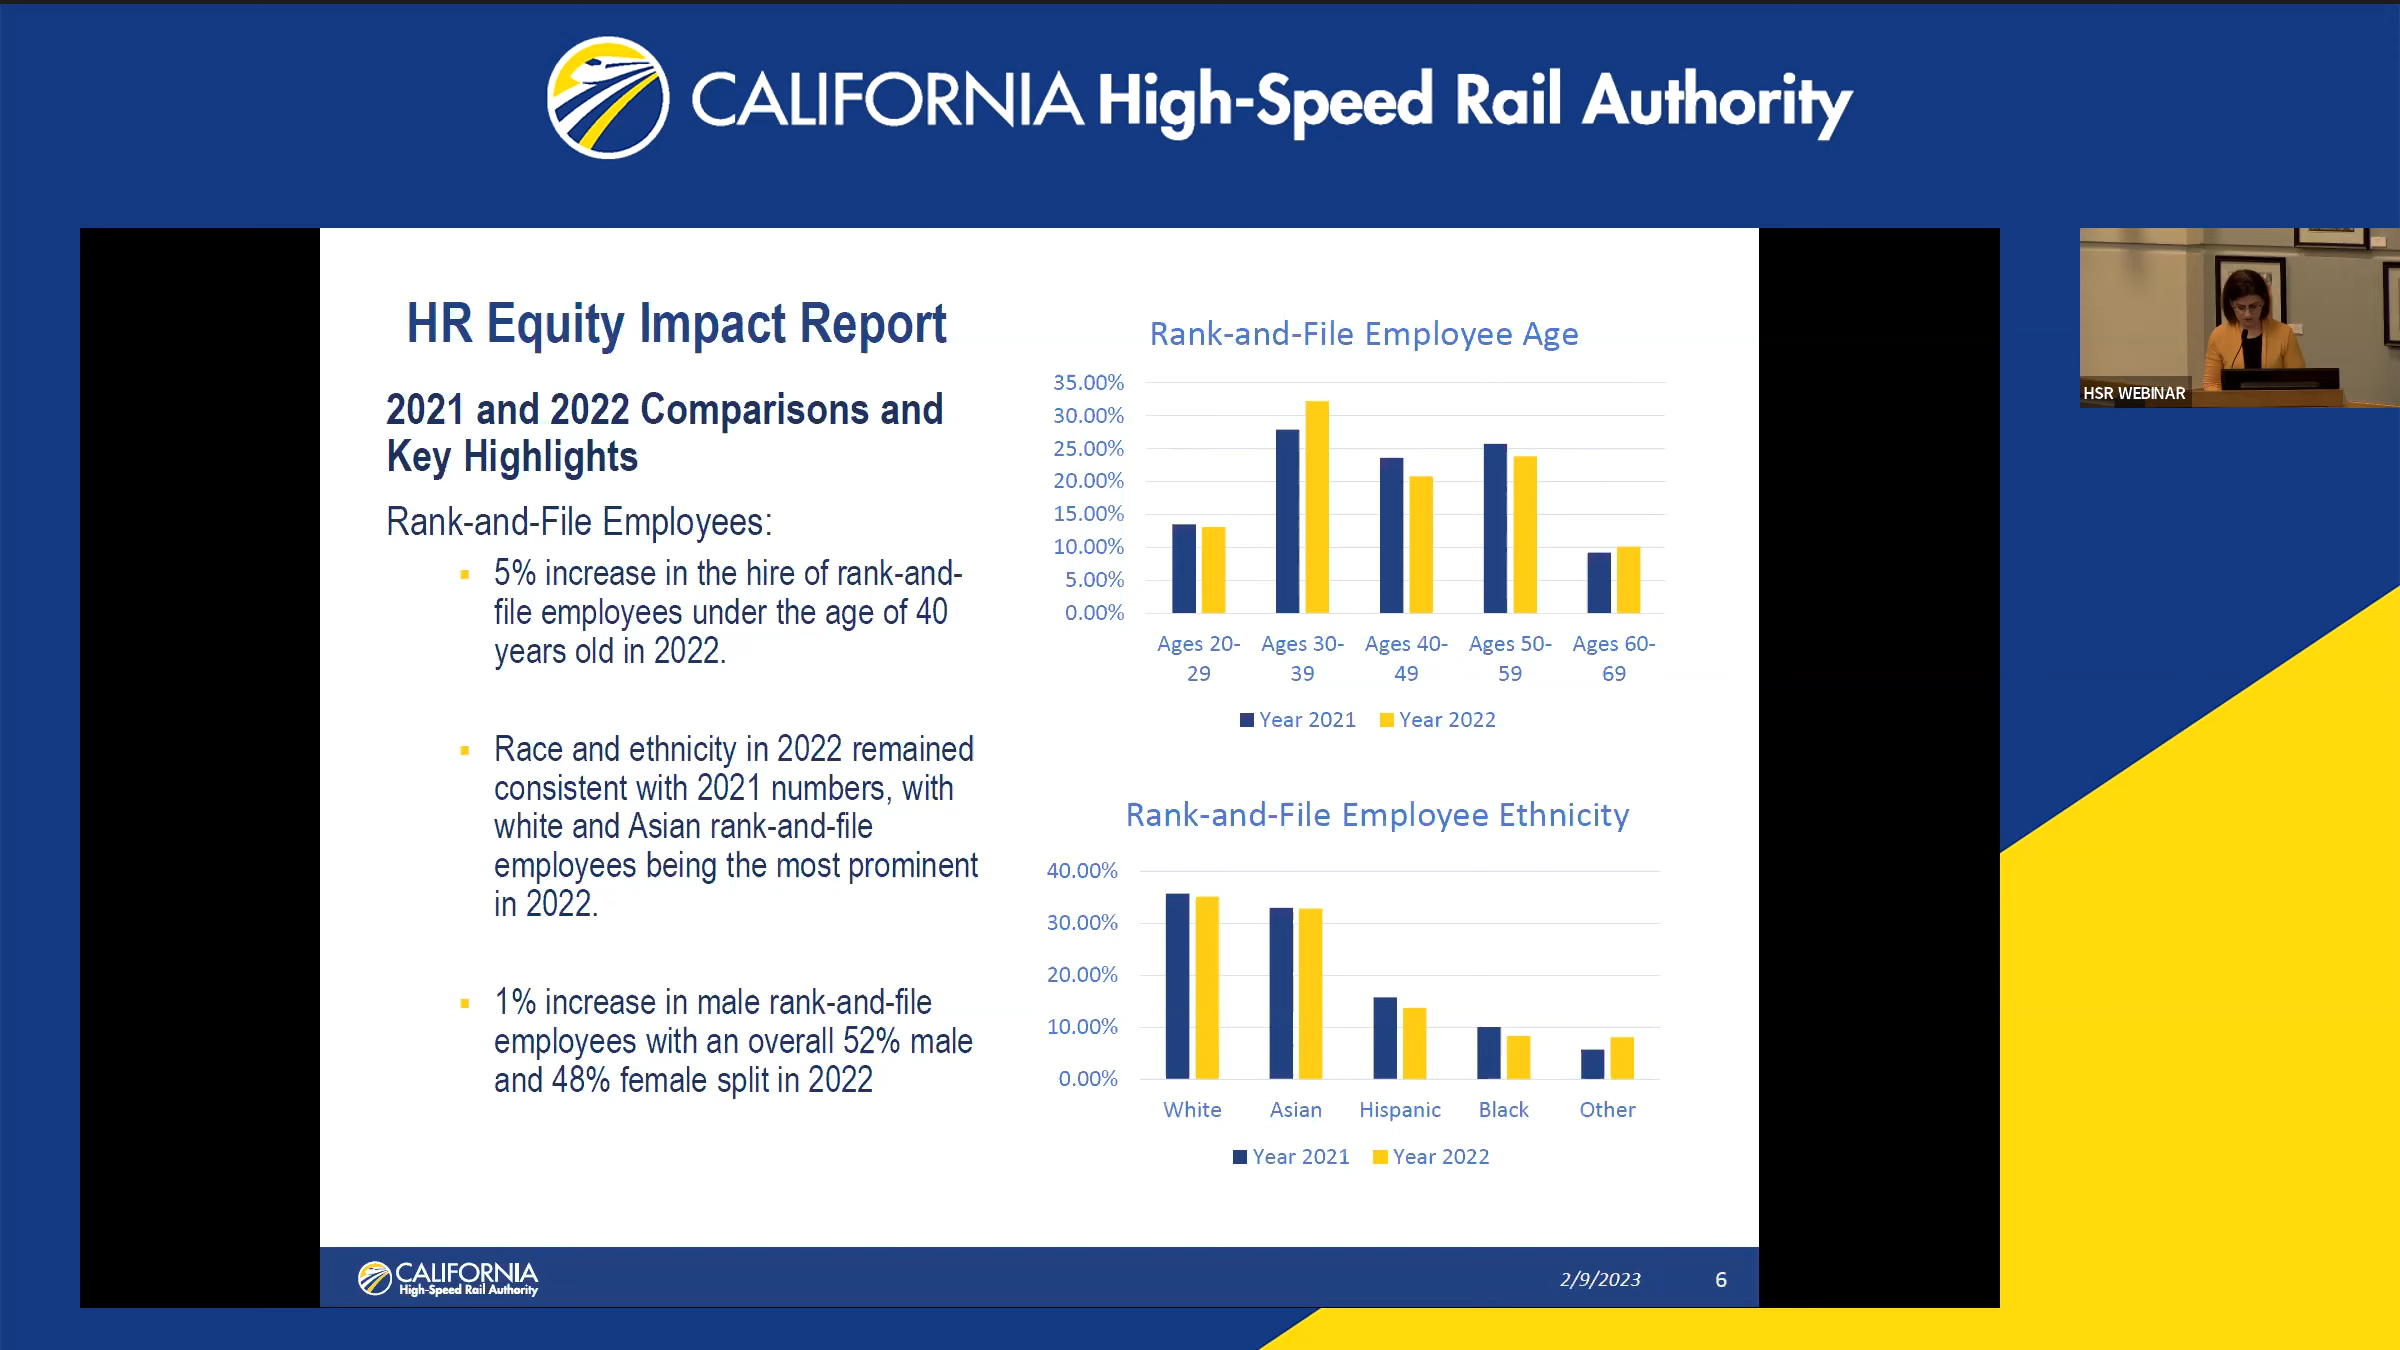 CALIFORNIA High-Speed Rail Authority
HR Equity Impact Report
2021 and 2022 Comparisons and
Key Highlights
Rank-and-File Employees:
5% increase in the hire of rank-and-
file employees under the age of 40
years old in 2022.
Race and ethnicity in 2022 remained
consistent with 2021 numbers, with
white and Asian rank-and-file
employees being the most prominent
in 2022.
1% increase in male rank-and-file
employees with an overall 52% male
and 48% female split in 2022
Rank-and-File Employee Age
35.00%
30.00%
25.00%
20.00%
15.00%
10.00%
5.00%
0.00%
Ages 20- Ages 30- Ages 40- Ages 50- Ages 60-
29 39 49 59 69
Year 2021 Year 2022
Rank-and-File Employee Ethnicity
40.00%
30.00%
20.00%
10.00%
0.00%
White Asian Hispanic Black Other
Year 2021 Year 2022
CALIFORNIA
High-Speed Rail Authority
2/9/2023 6
HSR WEBINAR